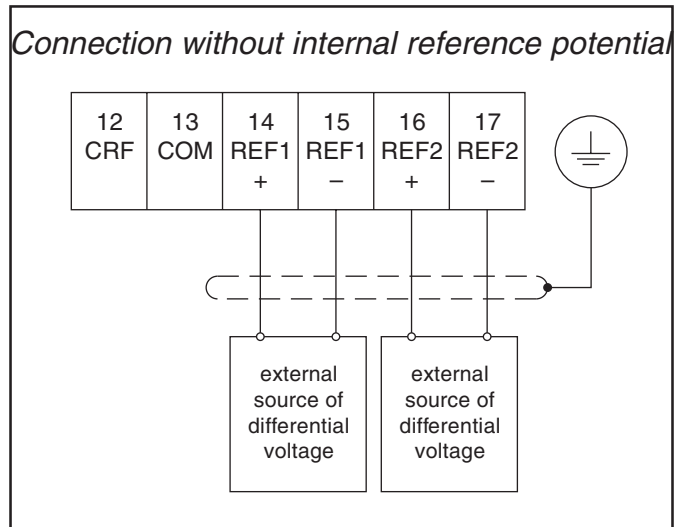 Connection without internal reference potential
12 13 14 15 16 17
CRF COM REF1 REF1 REF2 REF2
+ – + –
external external
source of source of
differential differential
voltage voltage